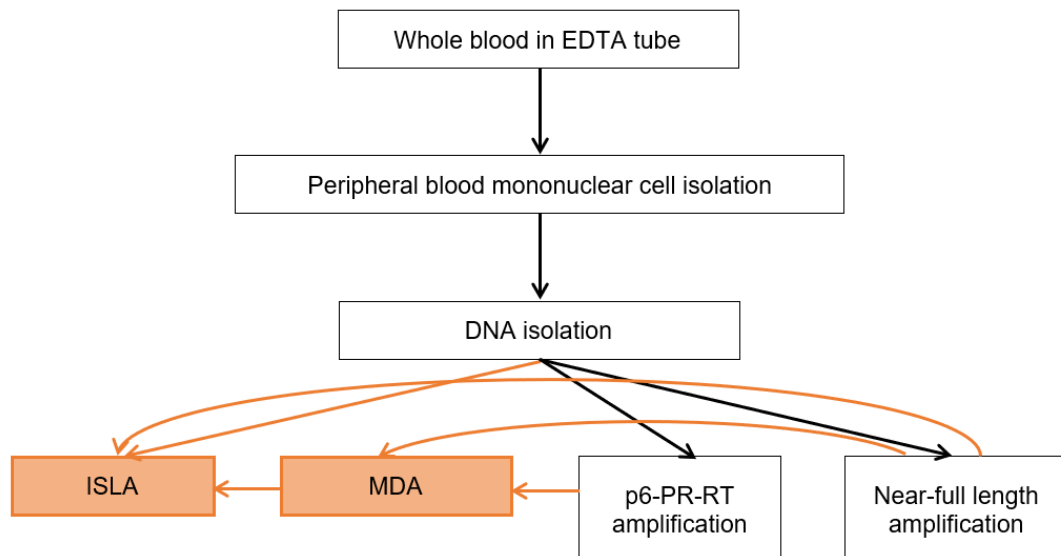 Whole blood in EDTA tube
Peripheral blood mononuclear cell isolation
DNA isolation
ISLA
MDA
p6-PR-RT
amplification
Near-full length
amplification